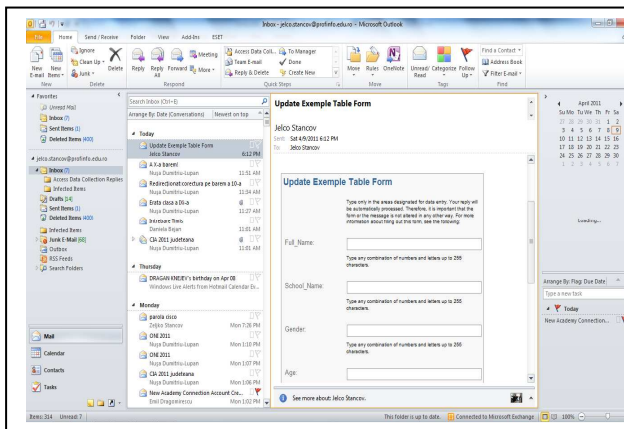 Inbox - jelco.stancov@profinfo.edu.ro - Microsoft Outlook
File Home Send / Receive Folder View Add-Ins ESET
New E-mail
New Items
Ignore
Clean Up
Junk
Delete
Reply
Reply All
Forward
Meeting
More
Access Data Coll...
Team E-mail
Reply & Delete
To Manager
Done
Create New
Move
Rules
OneNote
Unread/ Read
Categorize
Follow Up
Find a Contact
Address Book
Filter E-mail
New Delete Respond Quick Steps Move Tags Find
Favorites
Unread Mail
Inbox (7)
Sent Items (1)
Deleted Items (400)
jelco.stancov@profinfo.edu.ro
Inbox (7)
Access Data Collection Replies
Infected Items
Drafts [14]
Sent Items (1)
Deleted Items (400)
Infected Items
Junk E-Mail [68]
Outbox
RSS Feeds
Search Folders
Mail
Calendar
Contacts
Tasks
Search Inbox (Ctrl+E)
Arrange By: Date (Conversations) Newest on top
Today
Update Exemple Table Form
Jelco Stancov 6:12 PM
A X-a barem!
Nușa Dumitriu-Lupan 11:51 AM
Redirectionat:corectura pe barem a 10-a
Nușa Dumitriu-Lupan 11:34 AM
Erata clasa a IX-a
Nușa Dumitriu-Lupan 11:27 AM
Daniela Bajan 11:01 AM
CIA 2011 judeteana
Nușa Dumitriu-Lupan
Thursday
DRAGAN KNEJEV's birthday on Apr 08
Windows Live Alerts from Hotmail Calendar Ev...
Monday
parola cisco
Zeljko Stancov Mon 7:26 PM
ONI 2011
Nușa Dumitriu-Lupan Mon 1:10 PM
ONI 2011
Nușa Dumitriu-Lupan Mon 1:07 PM
CIA 2011 judeteana
Nușa Dumitriu-Lupan Mon 1:06 PM
New Academy Connection Account Cre...
Emil Dragomirescu Mon 1:02 PM
Update Exemple Table Form
Jelco Stancov
Sent: Sat 4/9/2011 6:12 PM
To: Jelco Stancov
Update Exemple Table Form
Type only in the areas designated for data entry. Your reply will
be automatically processed. Therefore, it is important that the
form or the message is not altered in any other way. For more
information about filling out this form, see the following:
Full_Name:
Type any combination of numbers and letters up to 255
characters.
School_Name:
Type any combination of numbers and letters up to 255
characters.
Gender:
Type any combination of numbers and letters up to 255
characters.
Age:
See more about: Jelco Stancov.
April 2011
Su Mo Tu We Th Fr Sa
27 28 29 30 31 1 2
3 4 5 6 7 8 9
10 11 12 13 14 15 16
17 18 19 20 21 22 23
24 25 26 27 28 29 30
1 2 3 4 5 6 7
Loading...
Arrange By: Flag: Due Date
Type a new task
Today
New Academy Connection...
Items: 314 Unread: 7
This folder is up to date. Connected to Microsoft Exchange 100%